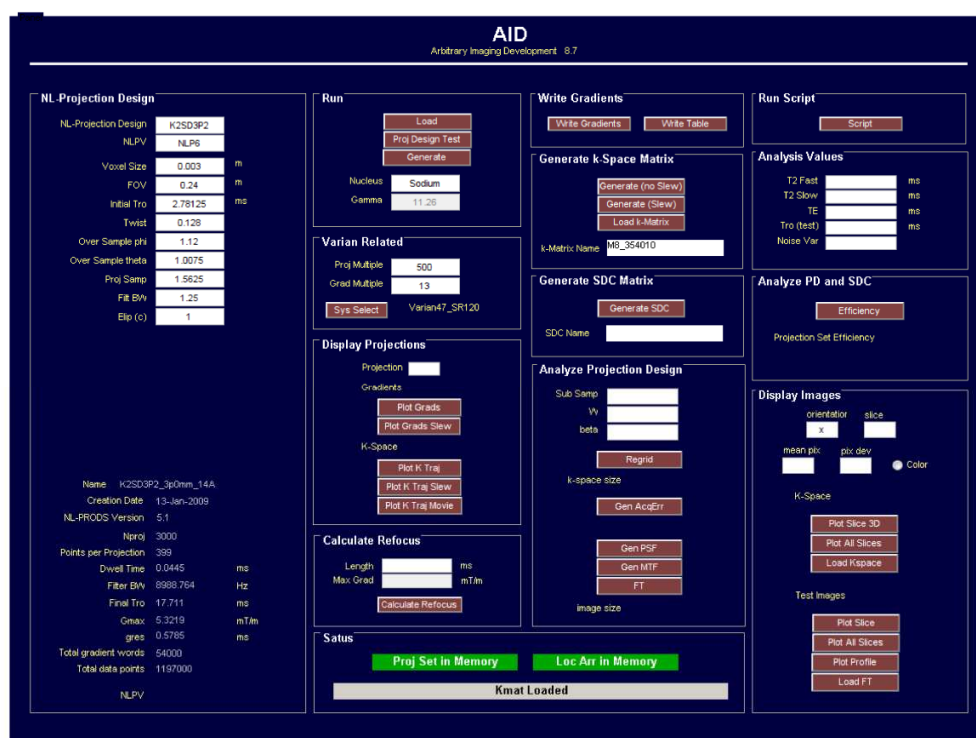 AID
Arbitrary Imaging Development 8.7
NL-Projection Design
NL-Projection Design K2SD3P2
NLPV NLP6
Voxel Size 0.003 m
FOV 0.24 m
Initial Tro 2.78125 ms
Twist 0.128
Over Sample phi 1.12
Over Sample theta 1.0075
Proj Samp 1.5625
Filt BW 1.25
Elip (c) 1
Name K2SD3P2_3p0mm_14A
Creation Date 13-Jan-2009
NL-PRODS Version 5.1
Nproj 3000
Points per Projection 399
Dwell Time 0.0445 ms
Filter BW 8988.764 Hz
Final Tro 17.711 ms
Gmax 5.3219 mT/m
gres 0.5785 ms
Total gradient words 54000
Total data points 1197000
NLPV
Run
Load
Proj Design Test
Generate
Nucleus Sodium
Gamma 11.26
Varian Related
Proj Multiple 500
Grad Multiple 13
Sys Select Varian47_SR120
Display Projections
Projection
Gradients
Plot Grads
Plot Grads Slew
K-Space
Plot K Traj
Plot K Traj Slew
Plot K Traj Movie
Calculate Refocus
Length ms
Max Grad mT/m
Calculate Refocus
Write Gradients
Write Gradients Write Table
Generate k-Space Matrix
Generate (no Slew)
Generate (Slew)
Load k-Matrix
k-Matrix Name M8_354010
Generate SDC Matrix
Generate SDC
SDC Name
Analyze Projection Design
Sub Samp
W
beta
Regrid
k-space size
Gen AcqErr
Gen PSF
Gen MTF
FT
image size
Satus
Proj Set in Memory Loc Arr in Memory
Kmat Loaded
Run Script
Script
Analysis Values
T2 Fast ms
T2 Slow ms
TE ms
Tro (test) ms
Noise Var
Analyze PD and SDC
Efficiency
Projection Set Efficiency
Display Images
orientatior slice
x
mean pix pix dev
Color
K-Space
Plot Slice 3D
Plot All Slices
Load Kspace
Test Images
Plot Slice
Plot All Slices
Plot Profile
Load FT